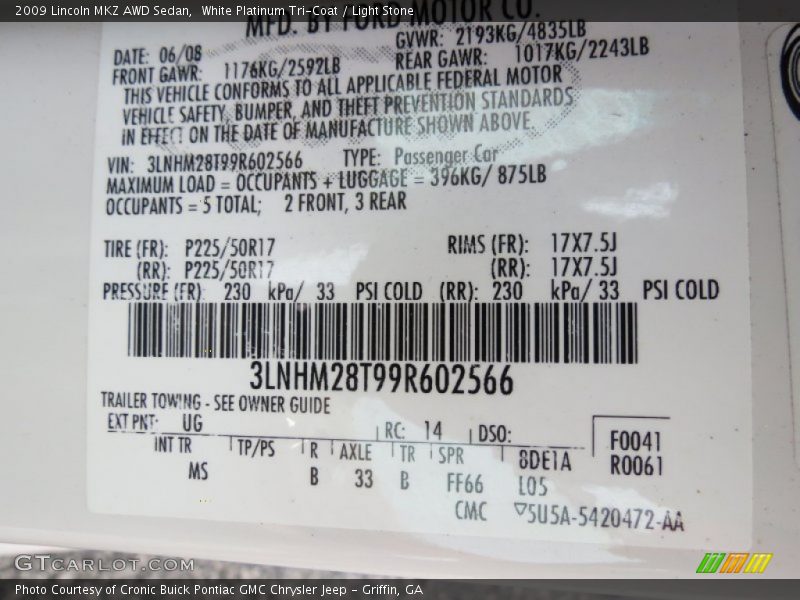 2009 Lincoln MKZ AWD Sedan, White Platinum Tri-Coat / Light Stone
MFD. BY FORD MOTOR CO.
DATE: 06/08 GVWR: 2193KG/4835LB
FRONT GAWR: 1176KG/2592LB REAR GAWR: 1017KG/2243LB
THIS VEHICLE CONFORMS TO ALL APPLICABLE FEDERAL MOTOR
VEHICLE SAFETY, BUMPER, AND THEFT PREVENTION STANDARDS
IN EFFECT ON THE DATE OF MANUFACTURE SHOWN ABOVE.
VIN: 3LNHM28T99R602566 TYPE: Passenger Car
MAXIMUM LOAD = OCCUPANTS + LUGGAGE = 396KG/ 875LB
OCCUPANTS = 5 TOTAL; 2 FRONT, 3 REAR
TIRE (FR): P225/50R17 RIMS (FR): 17X7.5J
(RR): P225/50R17 (RR): 17X7.5J
PRESSURE (FR): 230 kPa/ 33 PSI COLD (RR): 230 kPa/ 33 PSI COLD
3LNHM28T99R602566
TRAILER TOWING - SEE OWNER GUIDE
EXT PNT: UG RC: 14 DSO: F0041
INT TR TP/PS R AXLE TR SPR 8DE1A R0061
MS B 33 B FF66 L05
CMC ▽5U5A-5420472-AA
GTCarlot.com
Photo Courtesy of Cronic Buick Pontiac GMC Chrysler Jeep - Griffin, GA